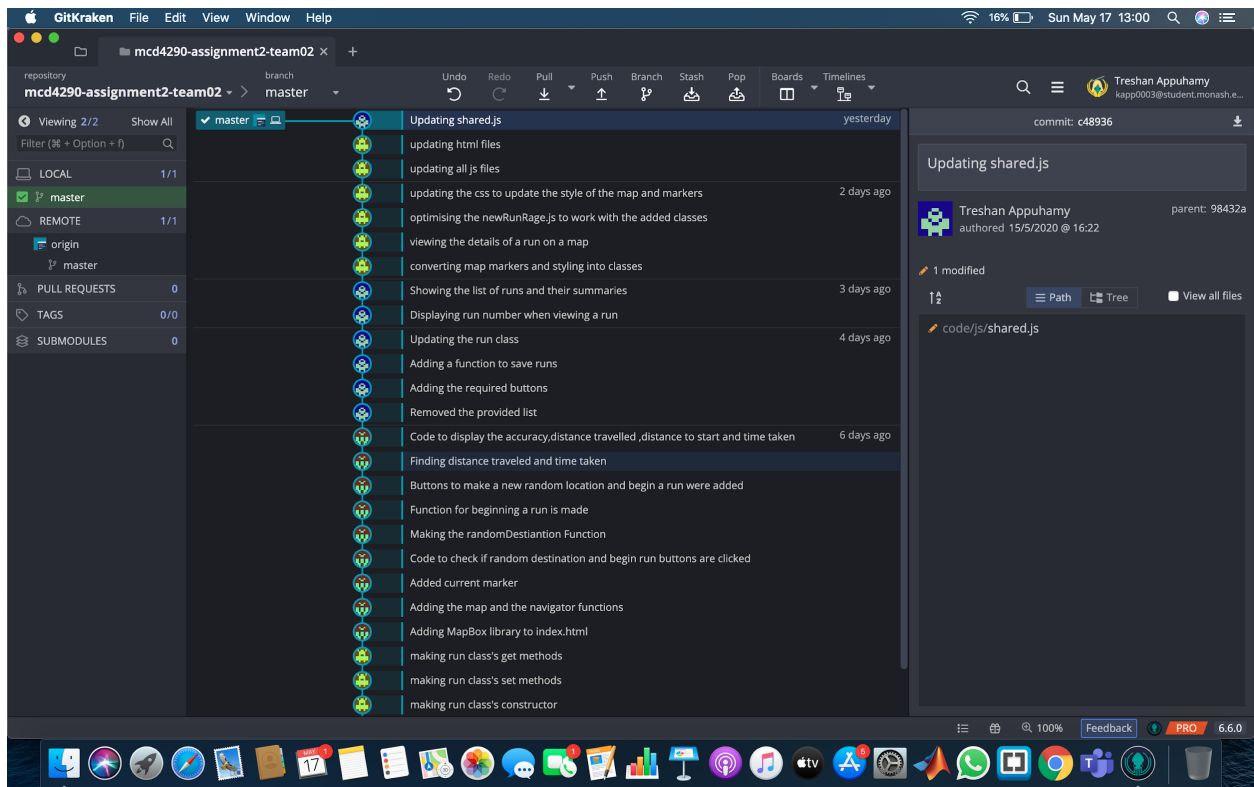 GitKraken File Edit View Window Help 16% Sun May 17 13:00
mcd4290-assignment2-team02 × +
repository branch Undo Redo Pull Push Branch Stash Pop Boards Timelines
mcd4290-assignment2-team02 master
Treshan Appuhamy
kapp0003@student.monash.e...
Viewing 2/2 Show All
Filter (⌘ + Option + f)
LOCAL 1/1
master
REMOTE 1/1
origin
master
PULL REQUESTS 0
TAGS 0/0
SUBMODULES 0
master
Updating shared.js yesterday
updating html files
updating all js files
updating the css to update the style of the map and markers 2 days ago
optimising the newRunRage.js to work with the added classes
viewing the details of a run on a map
converting map markers and styling into classes
Showing the list of runs and their summaries 3 days ago
Displaying run number when viewing a run
Updating the run class 4 days ago
Adding a function to save runs
Adding the required buttons
Removed the provided list
Code to display the accuracy,distance travelled ,distance to start and time taken 6 days ago
Finding distance traveled and time taken
Buttons to make a new random location and begin a run were added
Function for beginning a run is made
Making the randomDestiantion Function
Code to check if random destination and begin run buttons are clicked
Added current marker
Adding the map and the navigator functions
Adding MapBox library to index.html
making run class's get methods
making run class's set methods
making run class's constructor
commit: c48936
Updating shared.js
Treshan Appuhamy parent: 98432a
authored 15/5/2020 @ 16:22
1 modified
Path Tree View all files
code/js/shared.js
100% Feedback PRO 6.6.0
MAY 1
17
1
tv
5